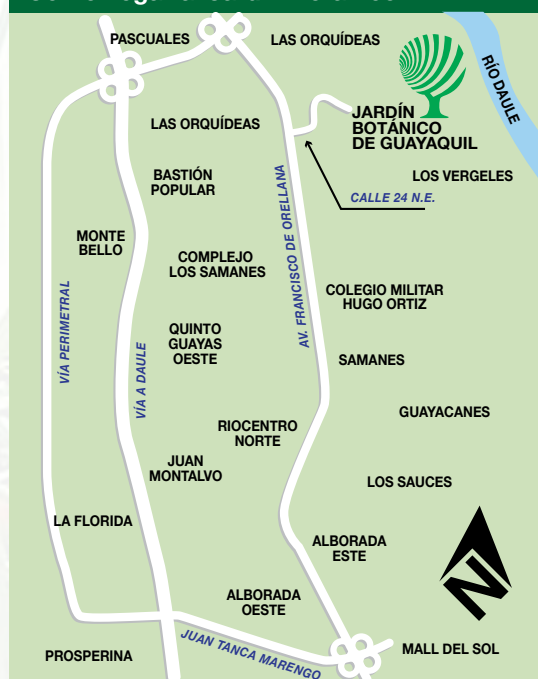 PASCUALES
LAS ORQUÍDEAS
RÍO DAULE
JARDÍN
BOTÁNICO
DE GUAYAQUIL
LAS ORQUÍDEAS
BASTIÓN
POPULAR
LOS VERGELES
CALLE 24 N.E.
MONTE
BELLO
COMPLEJO
LOS SAMANES
AV. FRANCISCO DE ORELLANA
COLEGIO MILITAR
HUGO ORTIZ
VÍA PERIMETRAL
VÍA A DAULE
QUINTO
GUAYAS
OESTE
SAMANES
GUAYACANES
RIOCENTRO
NORTE
JUAN
MONTALVO
LOS SAUCES
LA FLORIDA
ALBORADA
ESTE
N
ALBORADA
OESTE
JUAN TANCA MARENGO
MALL DEL SOL
PROSPERINA